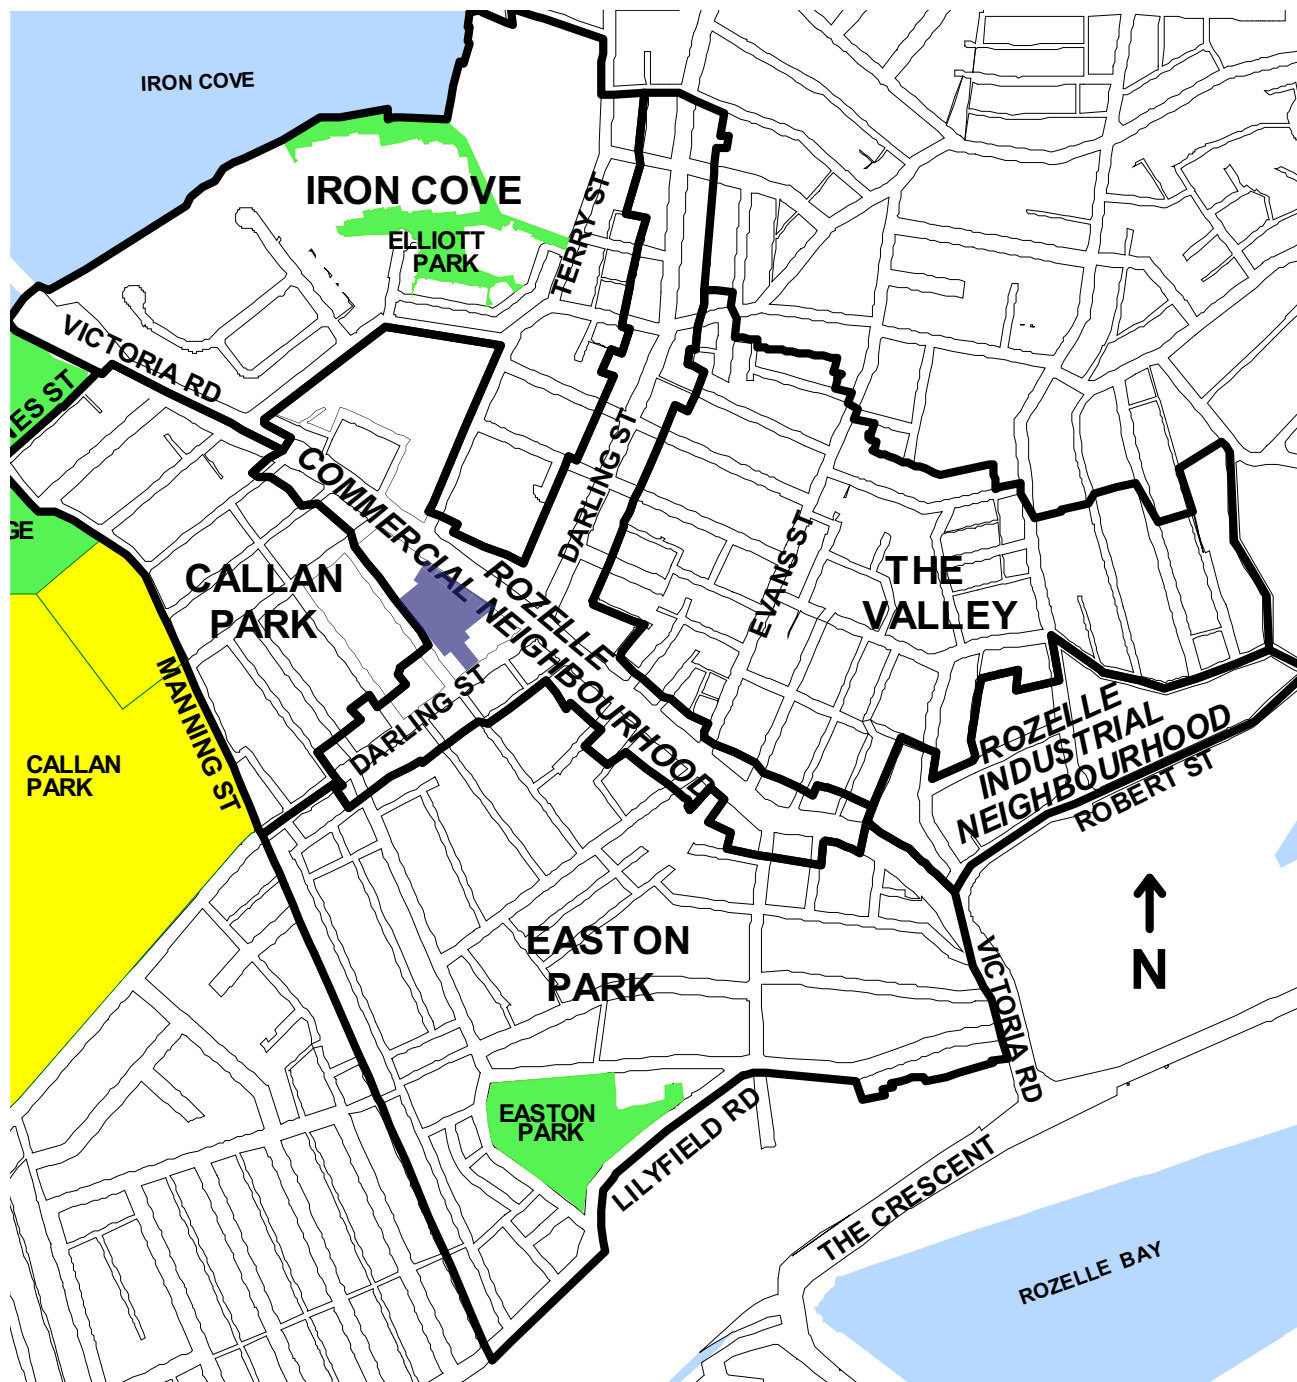 IRON COVE
IRON COVE
ELLIOTT
PARK
TERRY ST
VICTORIA RD
NES ST
GE
COMMERCIAL NEIGHBOURHOOD
ROZELLE
DARLING ST
EVANS ST
THE
VALLEY
CALLAN
PARK
MANNING ST
DARLING ST
CALLAN
PARK
ROZELLE
INDUSTRIAL
NEIGHBOURHOOD
ROBERT ST
N
EASTON
PARK
VICTORIA RD
EASTON
PARK
LILYFIELD RD
THE CRESCENT
ROZELLE BAY